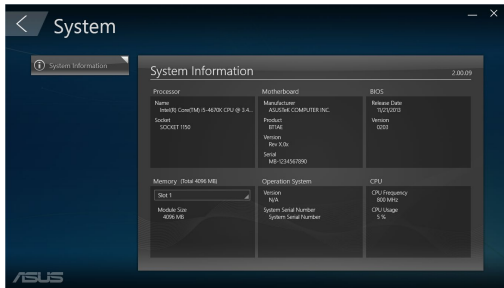 System
System Information
System Information
2.00.09
Processor
Name
Intel(R) Core(TM) i5-4670K CPU @ 3.4...
Socket
SOCKET 1150
Motherboard
Manufacturer
ASUSTeK COMPUTER INC.
Product
BT1AE
Version
Rev X.0x
Serial
MB-1234567890
BIOS
Release Date
11/21/2013
Version
0203
Memory (Total 4096 MB)
Slot 1
Module Size
4096 MB
Operation System
Version
N/A
System Serial Number
System Serial Number
CPU
CPU Frequency
800 MHz
CPU Usage
5 %
ASUS